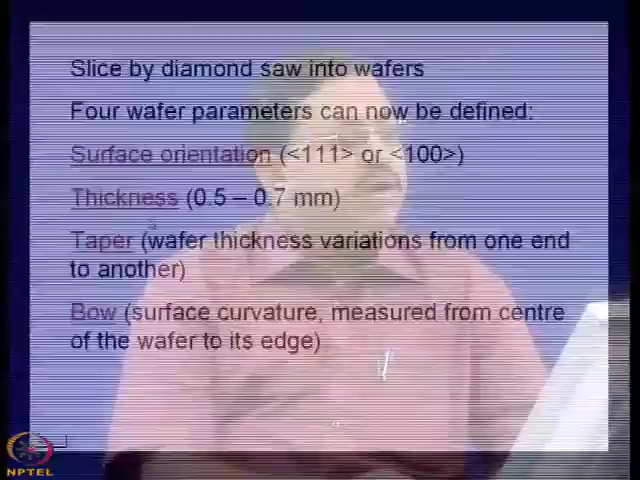 Slice by diamond saw into wafers
Four wafer parameters can now be defined:
Surface orientation (<111> or <100>)
Thickness (0.5 – 0.7 mm)
Taper (wafer thickness variations from one end
to another)
Bow (surface curvature, measured from centre
of the wafer to its edge)
NPTEL